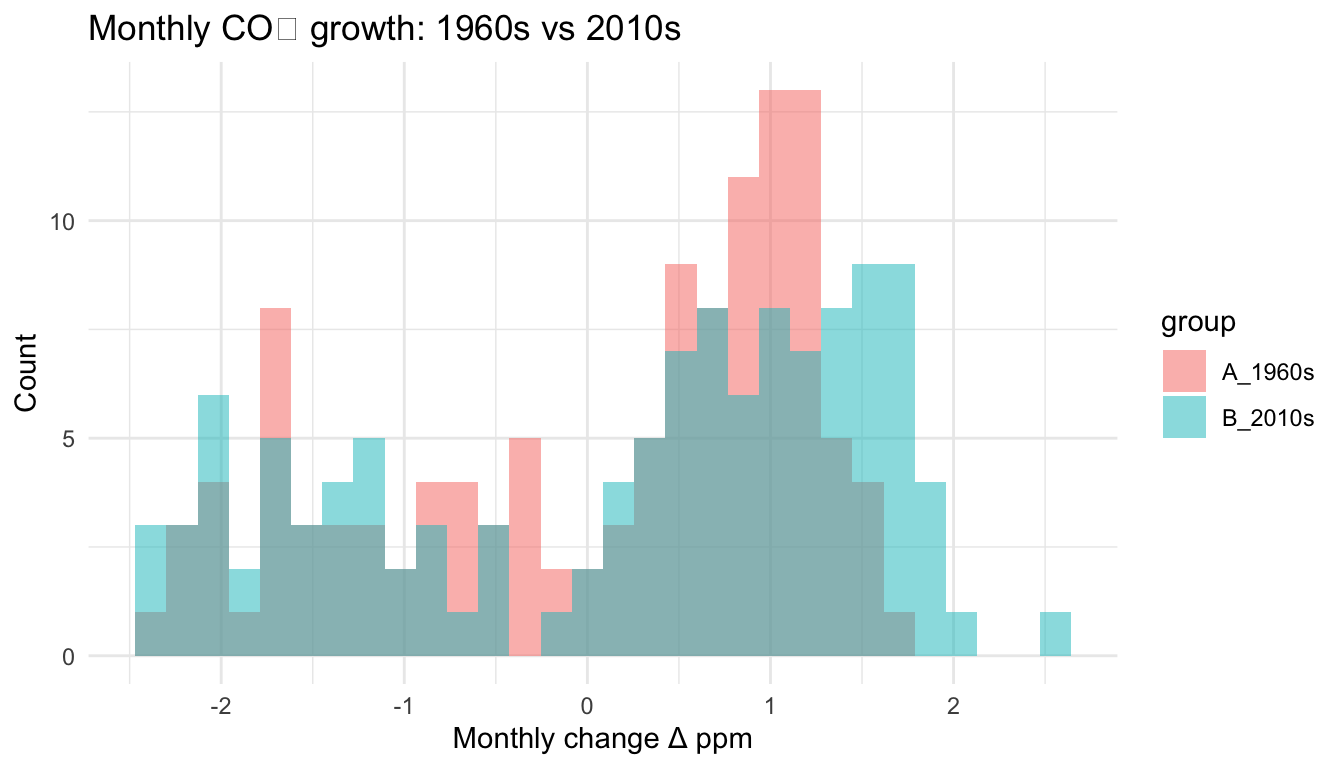 Monthly CO□ growth: 1960s vs 2010s
Count
10
5
0
-2 -1 0 1 2
Monthly change Δ ppm
group
A_1960s
B_2010s